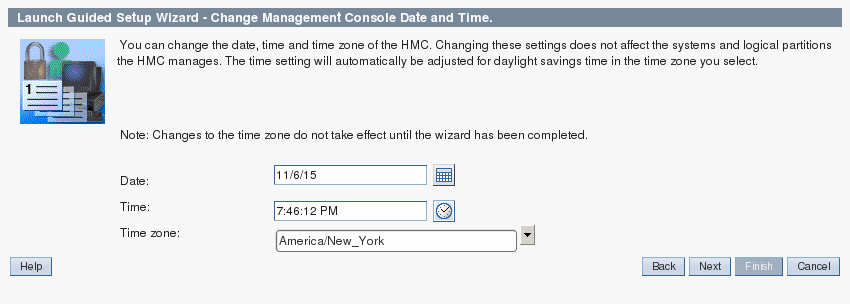 Launch Guided Setup Wizard - Change Management Console Date and Time.
You can change the date, time and time zone of the HMC. Changing these settings does not affect the systems and logical partitions
the HMC manages. The time setting will automatically be adjusted for daylight savings time in the time zone you select.
1
Note: Changes to the time zone do not take effect until the wizard has been completed.
Date: 11/6/15
Time: 7:46:12 PM
Time zone: America/New_York
Help Back Next Finish Cancel